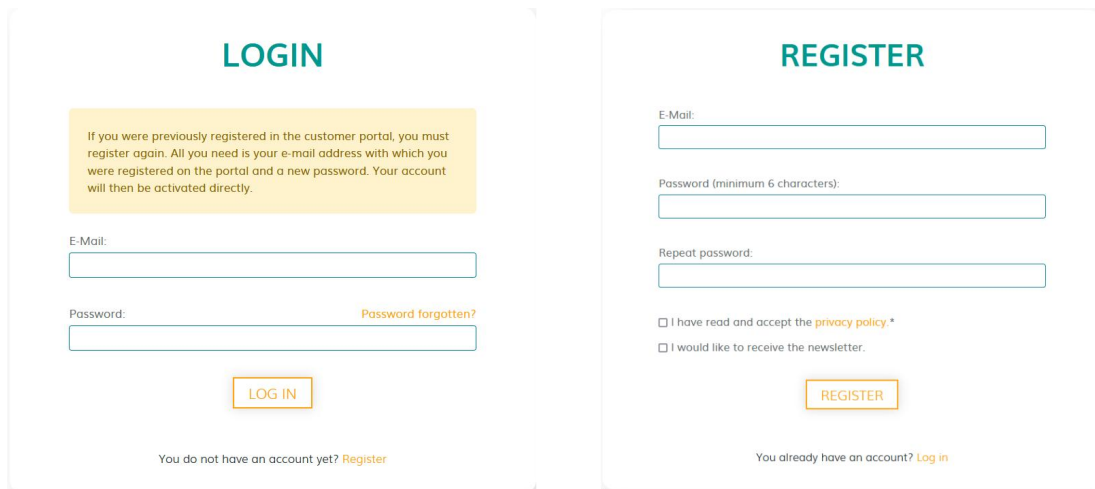 LOGIN
If you were previously registered in the customer portal, you must
register again. All you need is your e-mail address with which you
were registered on the portal and a new password. Your account
will then be activated directly.
E-Mail:
Password: Password forgotten?
LOG IN
You do not have an account yet? Register
REGISTER
E-Mail:
Password (minimum 6 characters):
Repeat password:
I have read and accept the privacy policy.*
I would like to receive the newsletter.
REGISTER
You already have an account? Log in